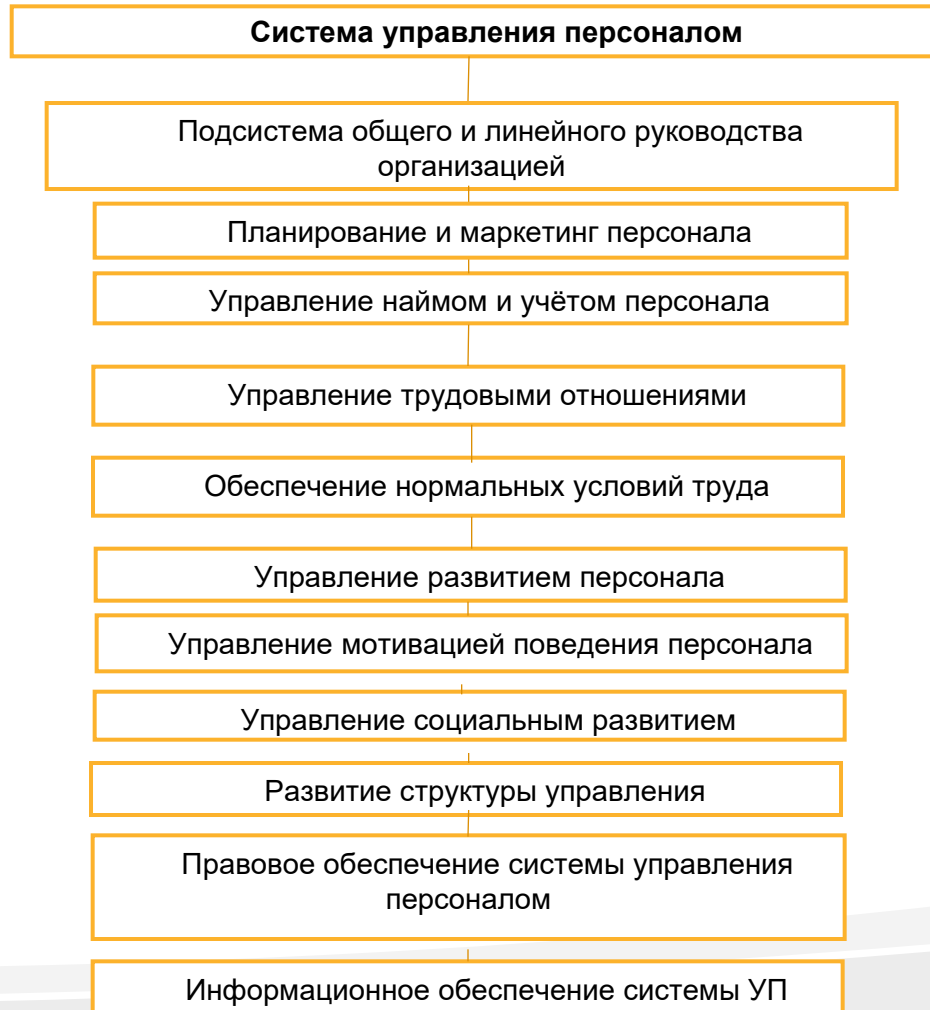 Система управления персоналом
Подсистема общего и линейного руководства
организацией
Планирование и маркетинг персонала
Управление наймом и учётом персонала
Управление трудовыми отношениями
Обеспечение нормальных условий труда
Управление развитием персонала
Управление мотивацией поведения персонала
Управление социальным развитием
Развитие структуры управления
Правовое обеспечение системы управления
персоналом
Информационное обеспечение системы УП